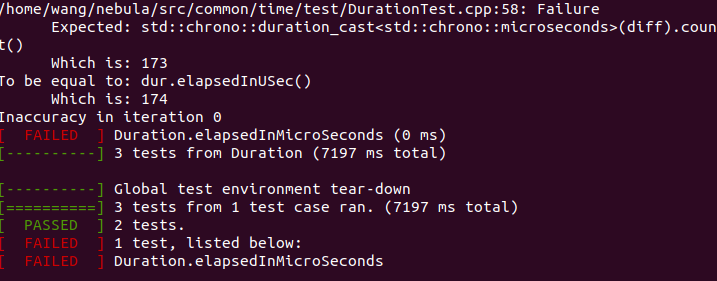 /home/wang/nebula/src/common/time/test/DurationTest.cpp:58: Failure
      Expected: std::chrono::duration_cast<std::chrono::microseconds>(diff).coun
t()
      Which is: 173
To be equal to: dur.elapsedInUSec()
      Which is: 174
Inaccuracy in iteration 0
[  FAILED  ] Duration.elapsedInMicroSeconds (0 ms)
[----------] 3 tests from Duration (7197 ms total)

[----------] Global test environment tear-down
[==========] 3 tests from 1 test case ran. (7197 ms total)
[  PASSED  ] 2 tests.
[  FAILED  ] 1 test, listed below:
[  FAILED  ] Duration.elapsedInMicroSeconds